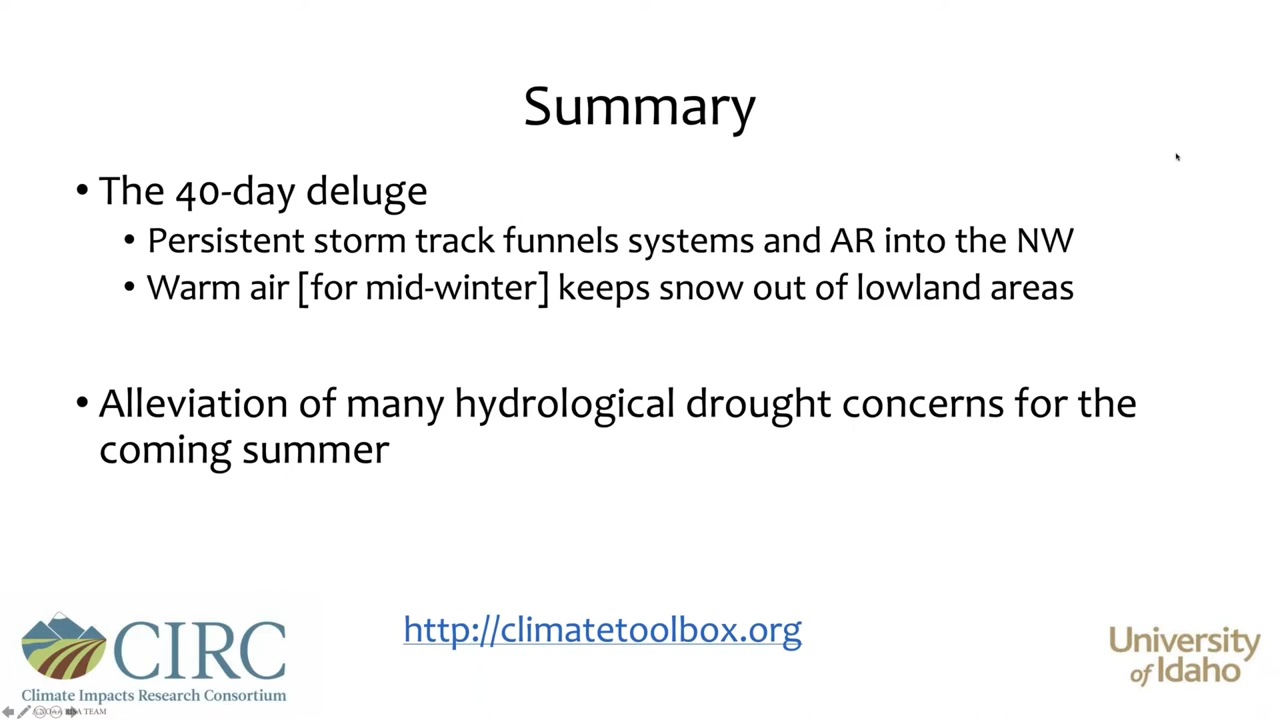 Summary
• The 40-day deluge
• Persistent storm track funnels systems and AR into the NW
• Warm air [for mid-winter] keeps snow out of lowland areas
• Alleviation of many hydrological drought concerns for the
coming summer
http://climatetoolbox.org
CIRC
Climate Impacts Research Consortium
TEAM
University
of Idaho